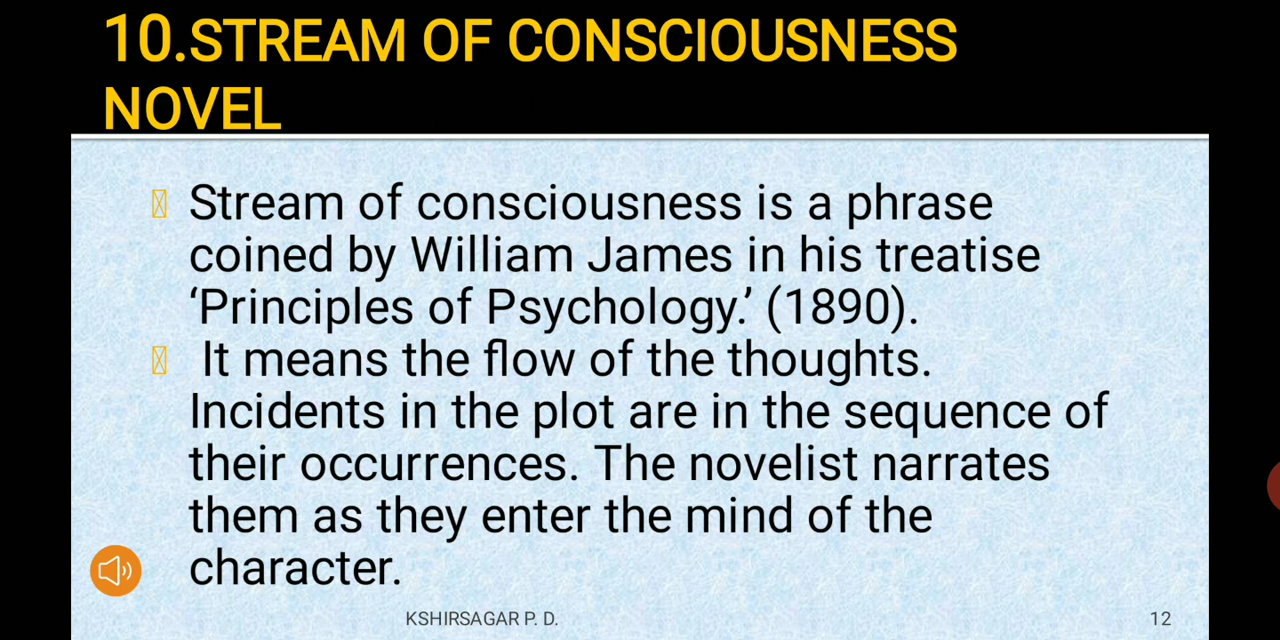 10.STREAM OF CONSCIOUSNESS
NOVEL
Stream of consciousness is a phrase
coined by William James in his treatise
‘Principles of Psychology.’ (1890).
It means the flow of the thoughts.
Incidents in the plot are in the sequence of
their occurrences. The novelist narrates
them as they enter the mind of the
character.
KSHIRSAGAR P. D.
12